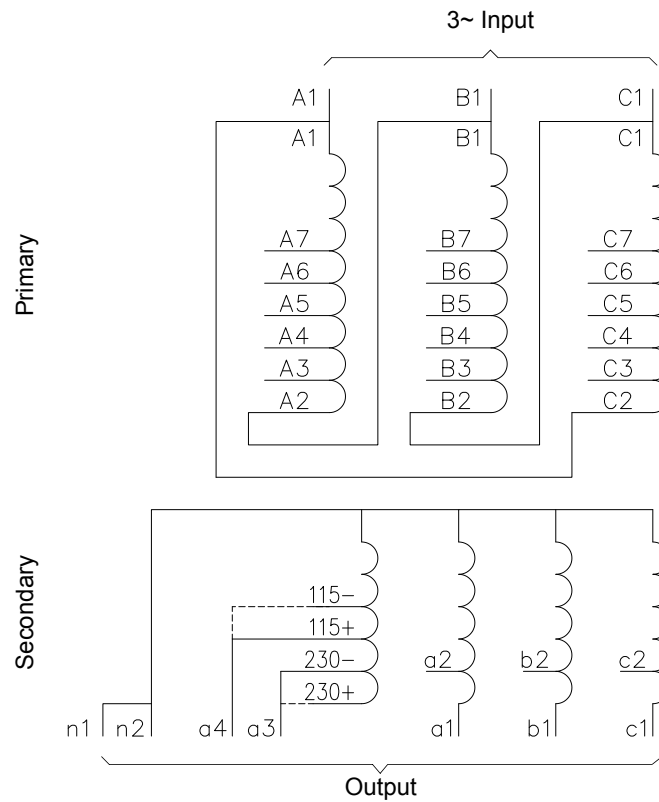 3~ Input
A1 B1 C1
A1 B1 C1
Primary
A7 B7 C7
A6 B6 C6
A5 B5 C5
A4 B4 C4
A3 B3 C3
A2 B2 C2
Secondary
115-
115+
230- a2 b2 c2
230+
n1 n2 a4 a3 a1 b1 c1
Output